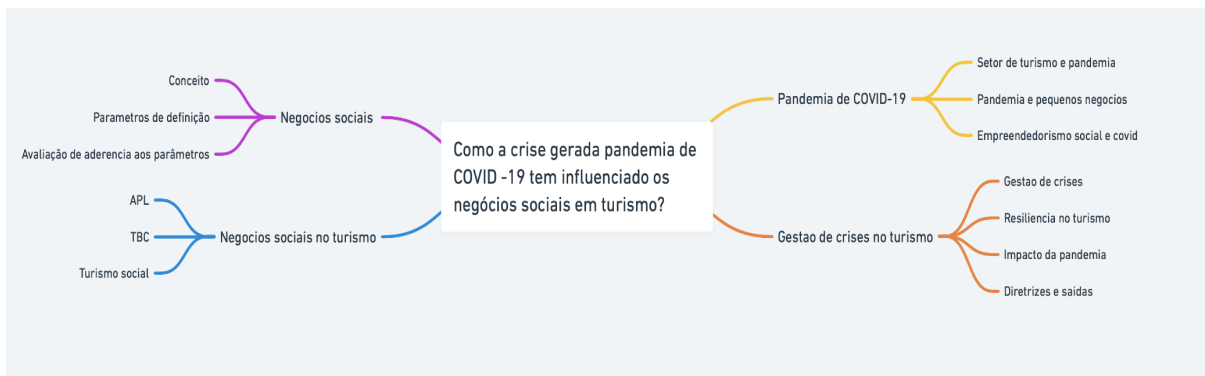 Como a crise gerada pandemia de
COVID -19 tem influenciado os
negócios sociais em turismo?
Negocios sociais
Conceito
Parametros de definição
Avaliação de aderencia aos parâmetros
Negocios sociais no turismo
APL
TBC
Turismo social
Pandemia de COVID-19
Setor de turismo e pandemia
Pandemia e pequenos negocios
Empreendedorismo social e covid
Gestao de crises no turismo
Gestao de crises
Resiliencia no turismo
Impacto da pandemia
Diretrizes e saidas